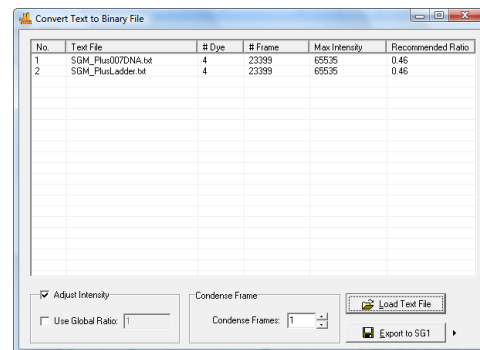 Convert Text to Binary File
No. Text File # Dye # Frame Max Intensity Recommended Ratio
1 SGM_Plus007DNA.txt 4 23399 65535 0.46
2 SGM_PlusLadder.txt 4 23399 65535 0.46
Adjust Intensity
Use Global Ratio: 1
Condense Frame
Condense Frames: 1
Load Text File
Export to SG1